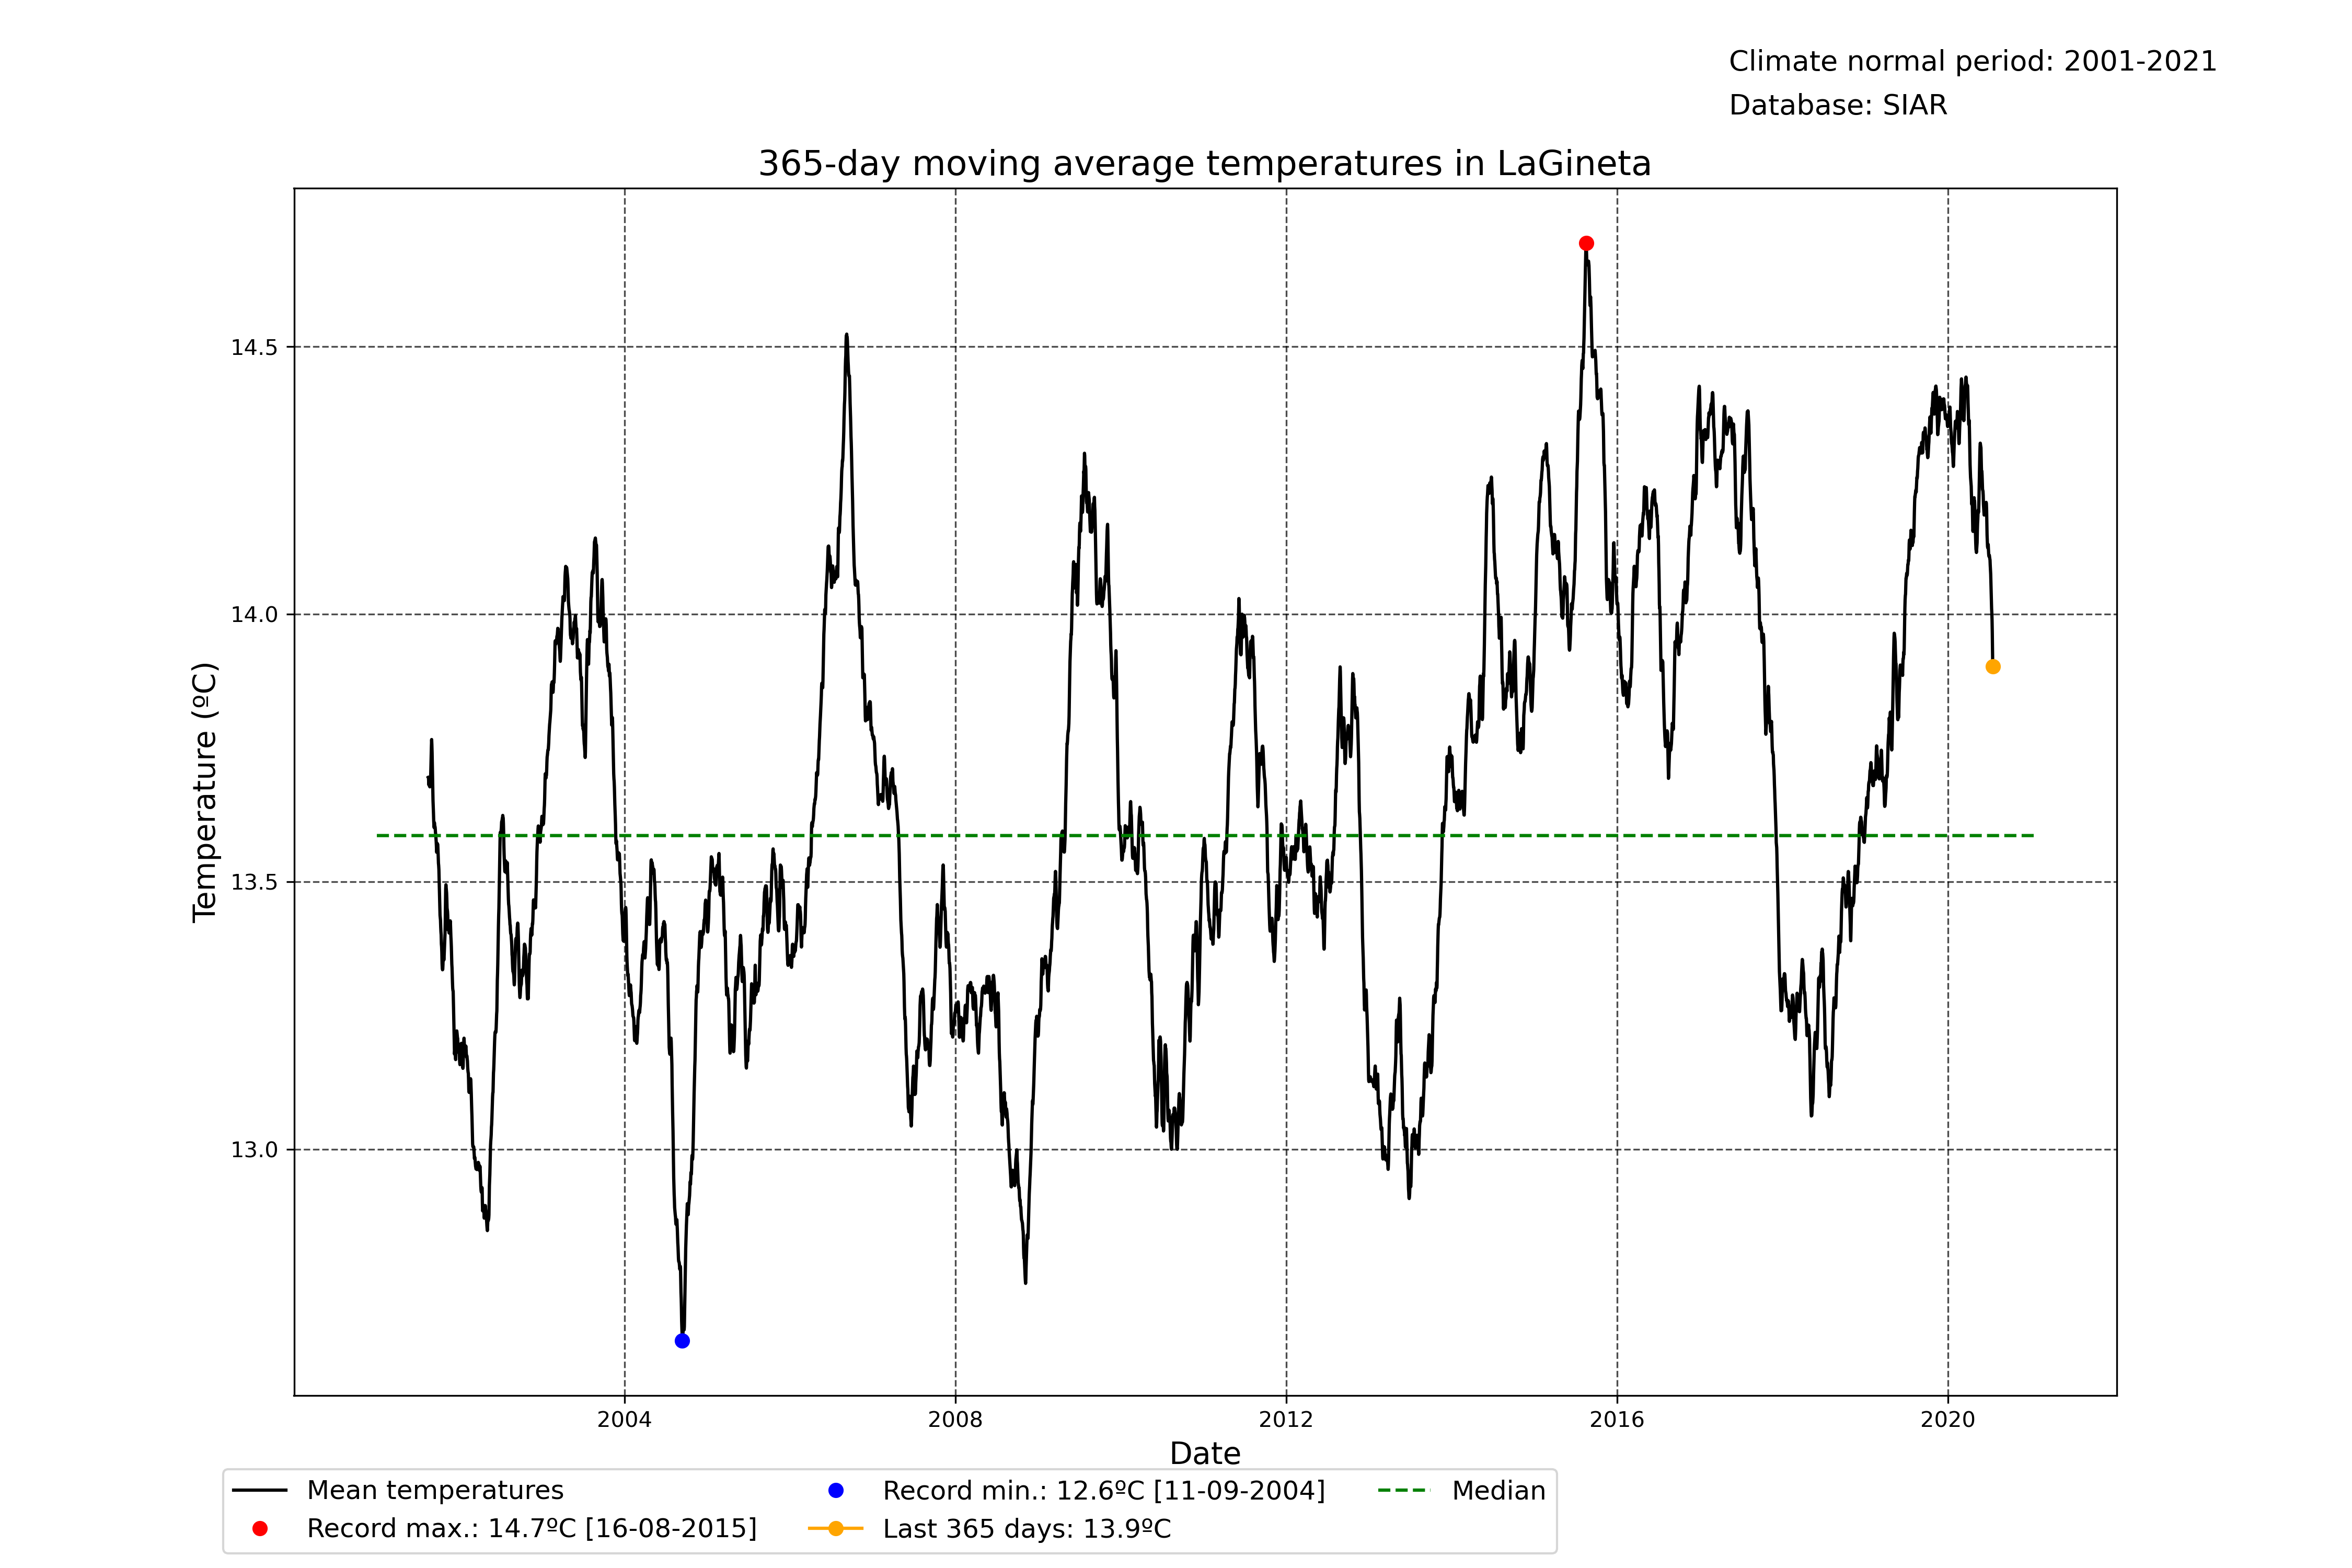 Climate normal period: 2001-2021
Database: SIAR
365-day moving average temperatures in LaGineta
14.5
14.0
13.5
13.0
Temperature (ºC)
2004 2008 2012 2016 2020
Date
Mean temperatures
Record max.: 14.7ºC [16-08-2015]
Record min.: 12.6ºC [11-09-2004]
Last 365 days: 13.9ºC
Median